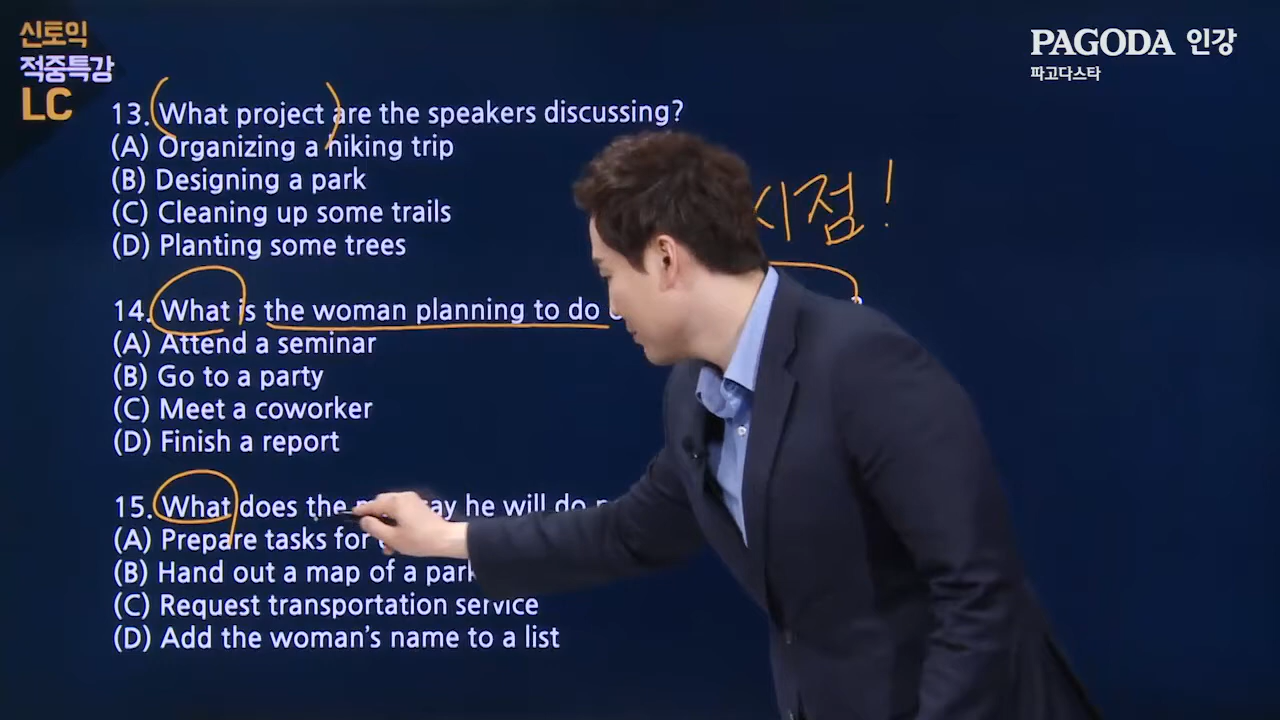 신토익
적중특강
LC
PAGODA 인강
파고다스타
13. What project are the speakers discussing?
(A) Organizing a hiking trip
(B) Designing a park
(C) Cleaning up some trails
(D) Planting some trees
시점!
14. What is the woman planning to do
(A) Attend a seminar
(B) Go to a party
(C) Meet a coworker
(D) Finish a report
15. What does the say he will do
(A) Prepare tasks for
(B) Hand out a map of a park
(C) Request transportation service
(D) Add the woman's name to a list